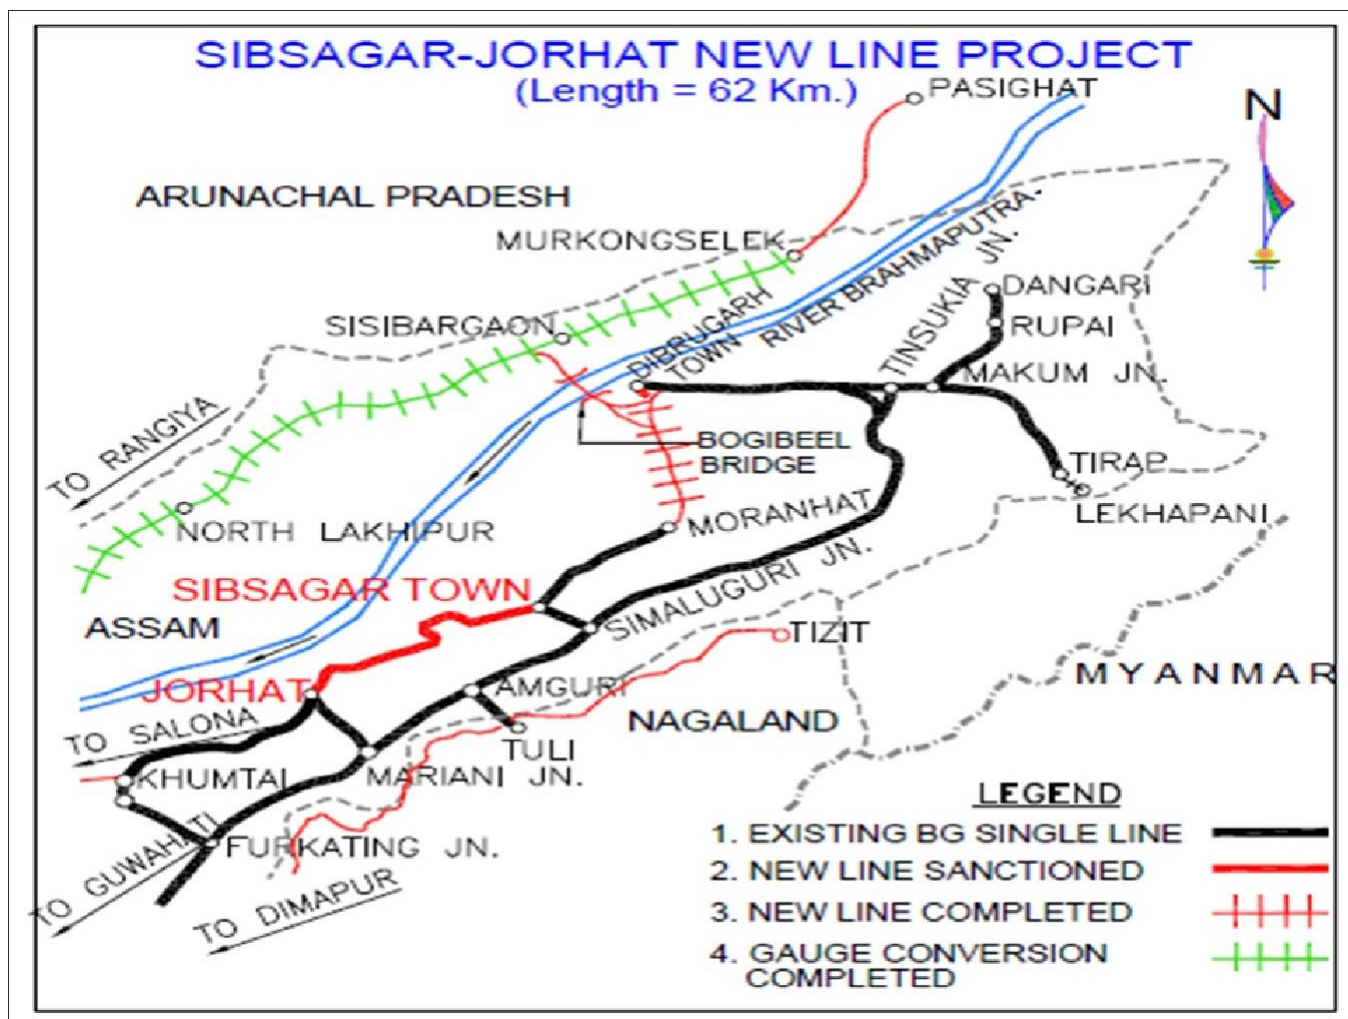 SIBSAGAR-JORHAT NEW LINE PROJECT
(Length = 62 Km.)
PASIGHAT
N
ARUNACHAL PRADESH
MURKONGSELEK
RIVER BRAHMAPUTRA
TINSUKIA JN.
DANGARI
SISIBARGAON
DIBRUGARH
TOWN
RUPAI
MAKUM JN.
TO RANGIYA
BOGIBEEL
BRIDGE
TIRAP
LEKHAPANI
NORTH LAKHIPUR
MORANHAT
SIBSAGAR TOWN
SIMALUGURI JN.
ASSAM
TIZIT
MYANMAR
JORHAT
AMGURI
NAGALAND
TO SALONA
TULI
KHUMTAI
MARIANI JN.
FURKATING JN.
TO GUWAHATI
TO DIMAPUR
LEGEND
1. EXISTING BG SINGLE LINE
2. NEW LINE SANCTIONED
3. NEW LINE COMPLETED
4. GAUGE CONVERSION
COMPLETED